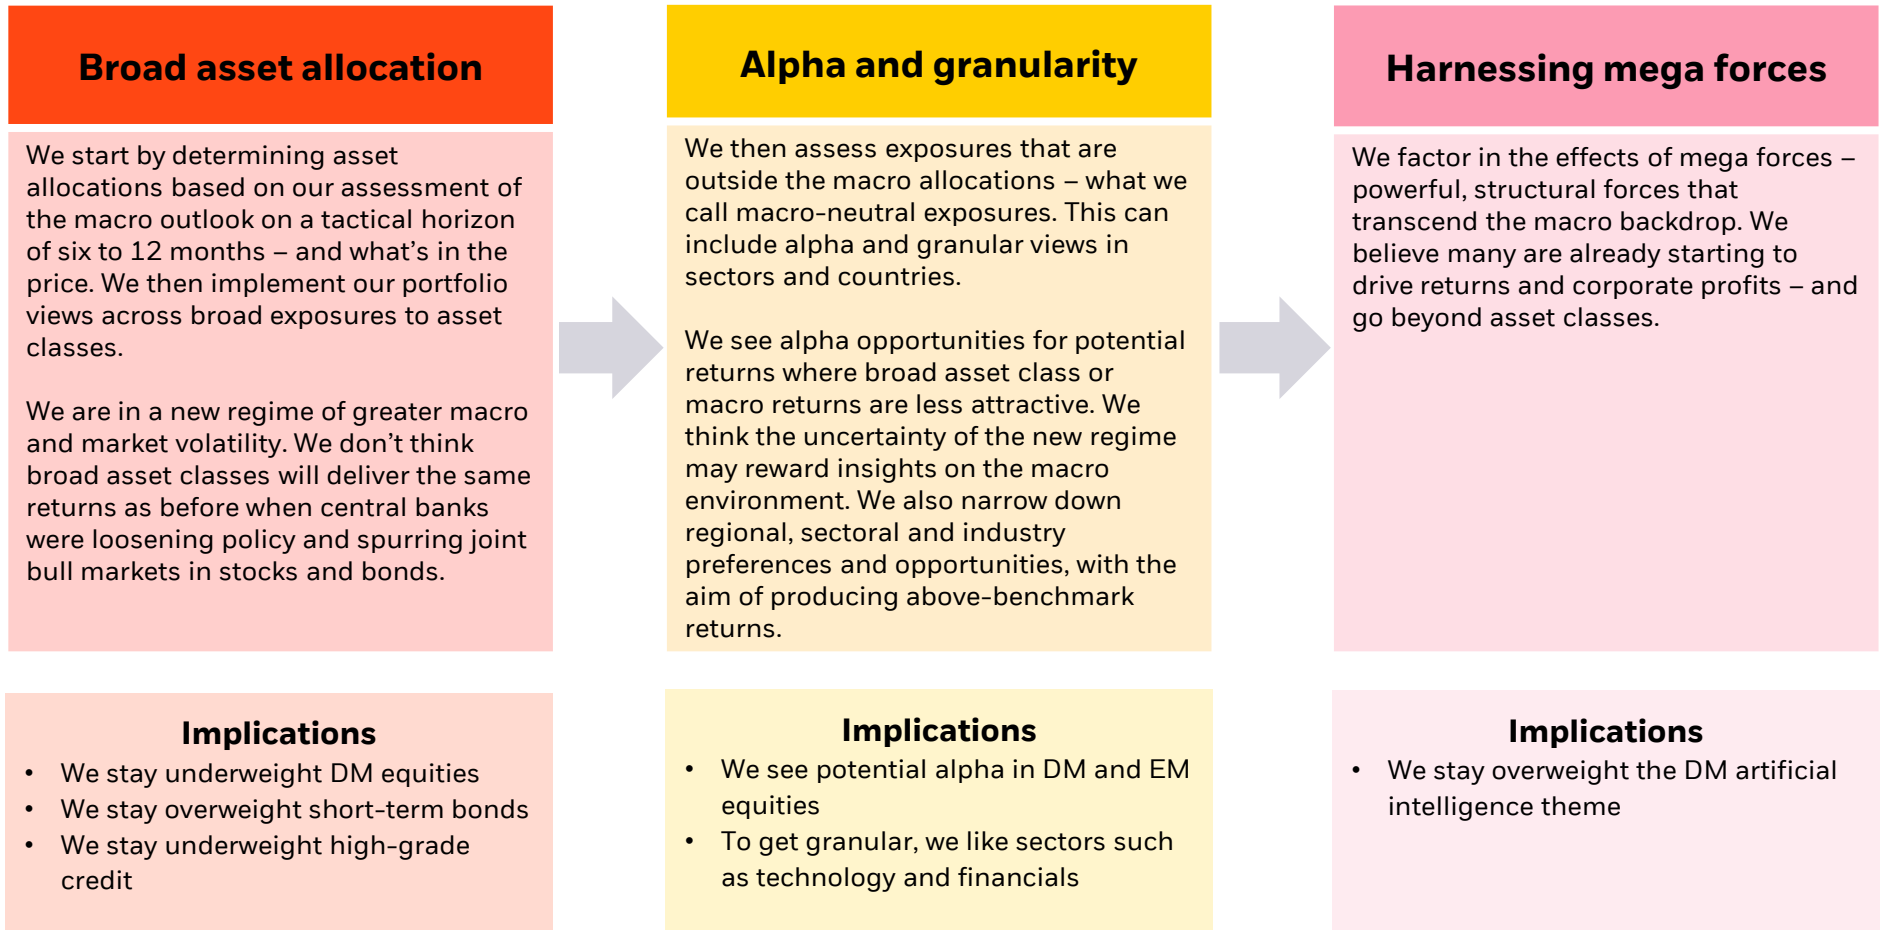 Broad asset allocation
We start by determining asset
allocations based on our assessment of
the macro outlook on a tactical horizon
of six to 12 months – and what’s in the
price. We then implement our portfolio
views across broad exposures to asset
classes.
We are in a new regime of greater macro
and market volatility. We don’t think
broad asset classes will deliver the same
returns as before when central banks
were loosening policy and spurring joint
bull markets in stocks and bonds.
Implications
• We stay underweight DM equities
• We stay overweight short-term bonds
• We stay underweight high-grade
credit
Alpha and granularity
We then assess exposures that are
outside the macro allocations – what we
call macro-neutral exposures. This can
include alpha and granular views in
sectors and countries.
We see alpha opportunities for potential
returns where broad asset class or
macro returns are less attractive. We
think the uncertainty of the new regime
may reward insights on the macro
environment. We also narrow down
regional, sectoral and industry
preferences and opportunities, with the
aim of producing above-benchmark
returns.
Implications
• We see potential alpha in DM and EM
equities
• To get granular, we like sectors such
as technology and financials
Harnessing mega forces
We factor in the effects of mega forces –
powerful, structural forces that
transcend the macro backdrop. We
believe many are already starting to
drive returns and corporate profits – and
go beyond asset classes.
Implications
• We stay overweight the DM artificial
intelligence theme